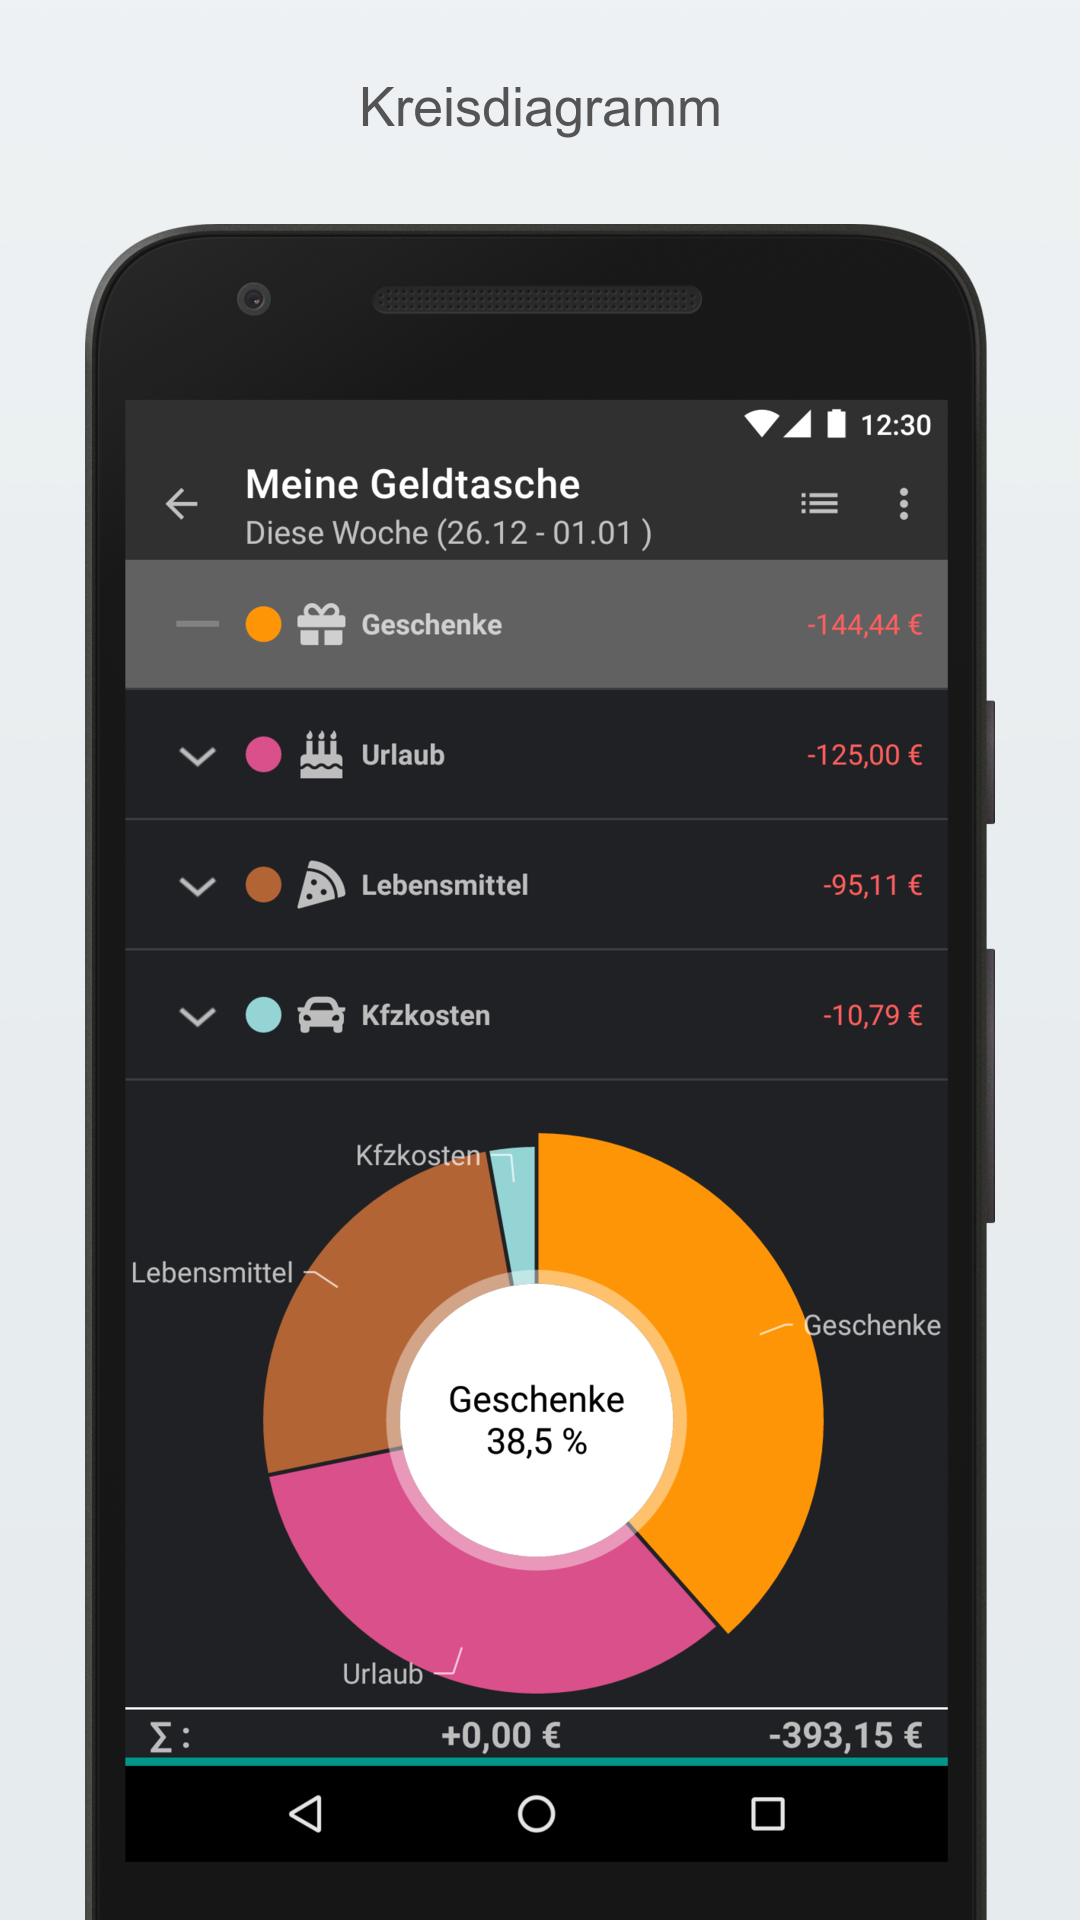 Kreisdiagramm
12:30
Meine Geldtasche
Diese Woche (26.12 - 01.01 )
Geschenke -144,44 €
Urlaub -125,00 €
Lebensmittel -95,11 €
Kfzkosten -10,79 €
Kfzkosten
Lebensmittel
Geschenke
Geschenke
38,5 %
Urlaub
Σ : +0,00 € -393,15 €